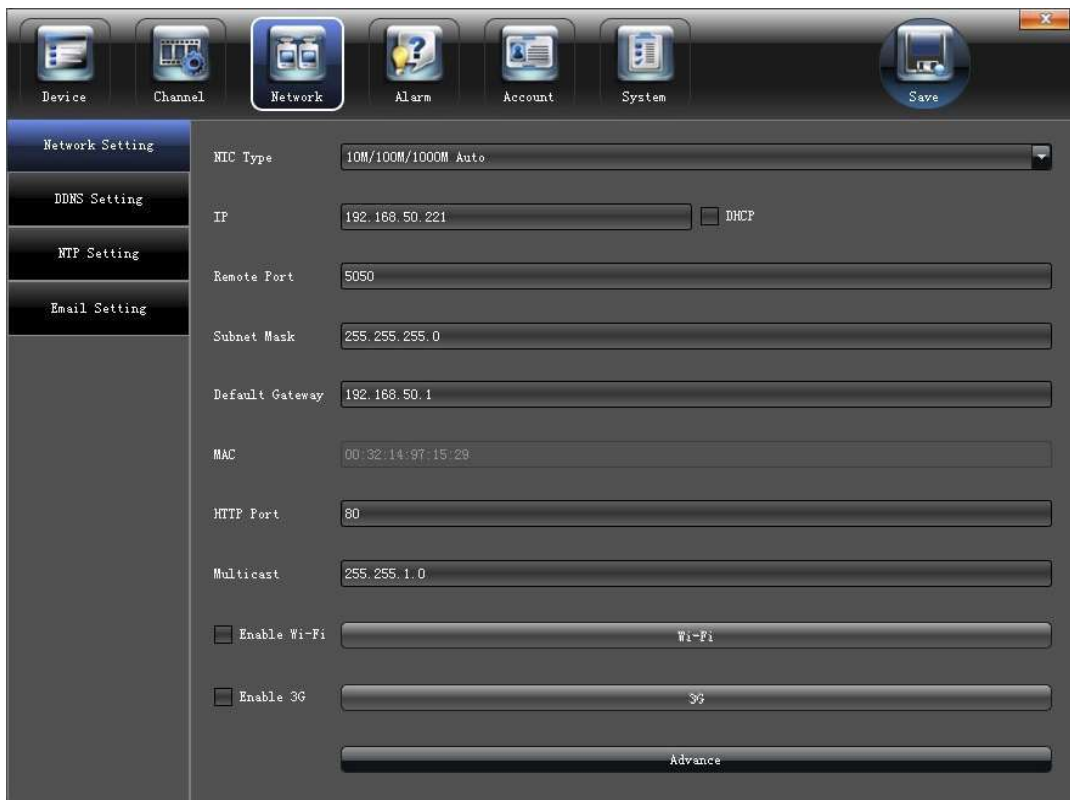 Device Channel Network Alarm Account System Save
Network Setting
DDNS Setting
NTP Setting
Email Setting
NIC Type 10M/100M/1000M Auto
IP 192.168.50.221 DHCP
Remote Port 5050
Subnet Mask 255.255.255.0
Default Gateway 192.168.50.1
MAC 00:32:14:97:15:29
HTTP Port 80
Multicast 255.255.1.0
Enable Wi-Fi Wi-Fi
Enable 3G 3G
Advance